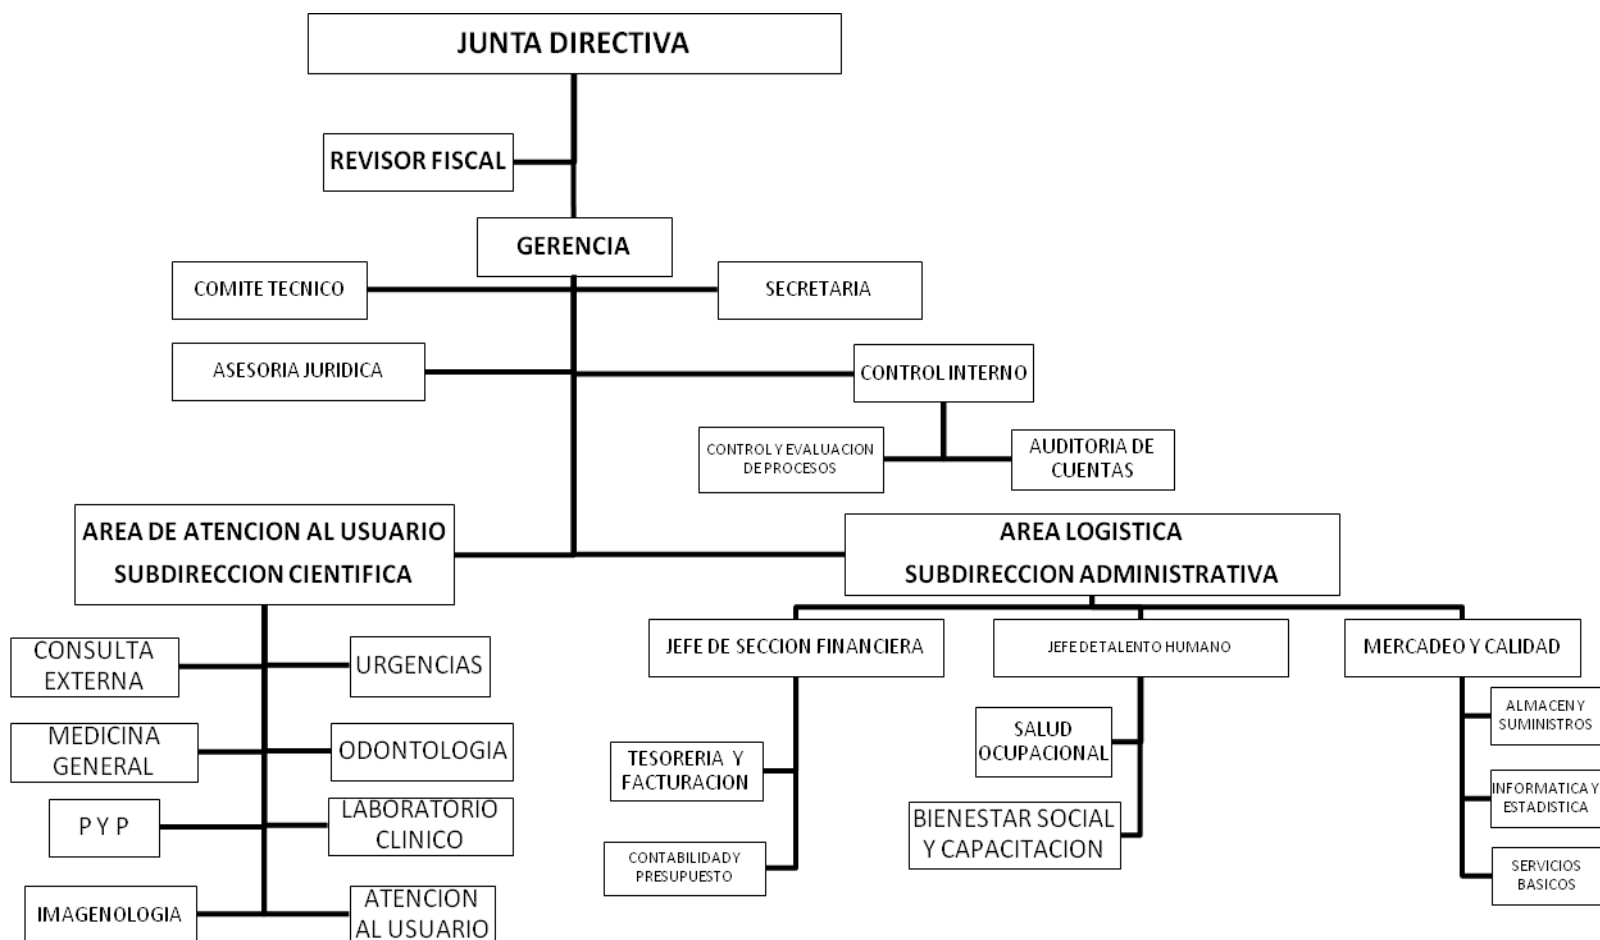 JUNTA DIRECTIVA
REVISOR FISCAL
GERENCIA
COMITE TECNICO
SECRETARIA
ASESORIA JURIDICA
CONTROL INTERNO
CONTROL Y EVALUACION
DE PROCESOS
AUDITORIA DE
CUENTAS
AREA DE ATENCION AL USUARIO
SUBDIRECCION CIENTIFICA
AREA LOGISTICA
SUBDIRECCION ADMINISTRATIVA
CONSULTA
EXTERNA
URGENCIAS
MEDICINA
GENERAL
ODONTOLOGIA
P Y P
LABORATORIO
CLINICO
IMAGENOLOGIA
ATENCION
AL USUARIO
JEFE DE SECCION FINANCIERA
TESORERIA Y
FACTURACION
CONTABILIDAD Y
PRESUPUESTO
JEFE DE TALENTO HUMANO
SALUD
OCUPACIONAL
BIENESTAR SOCIAL
Y CAPACITACION
MERCADEO Y CALIDAD
ALMACEN Y
SUMINISTROS
INFORMATICA Y
ESTADISTICA
SERVICIOS
BASICOS